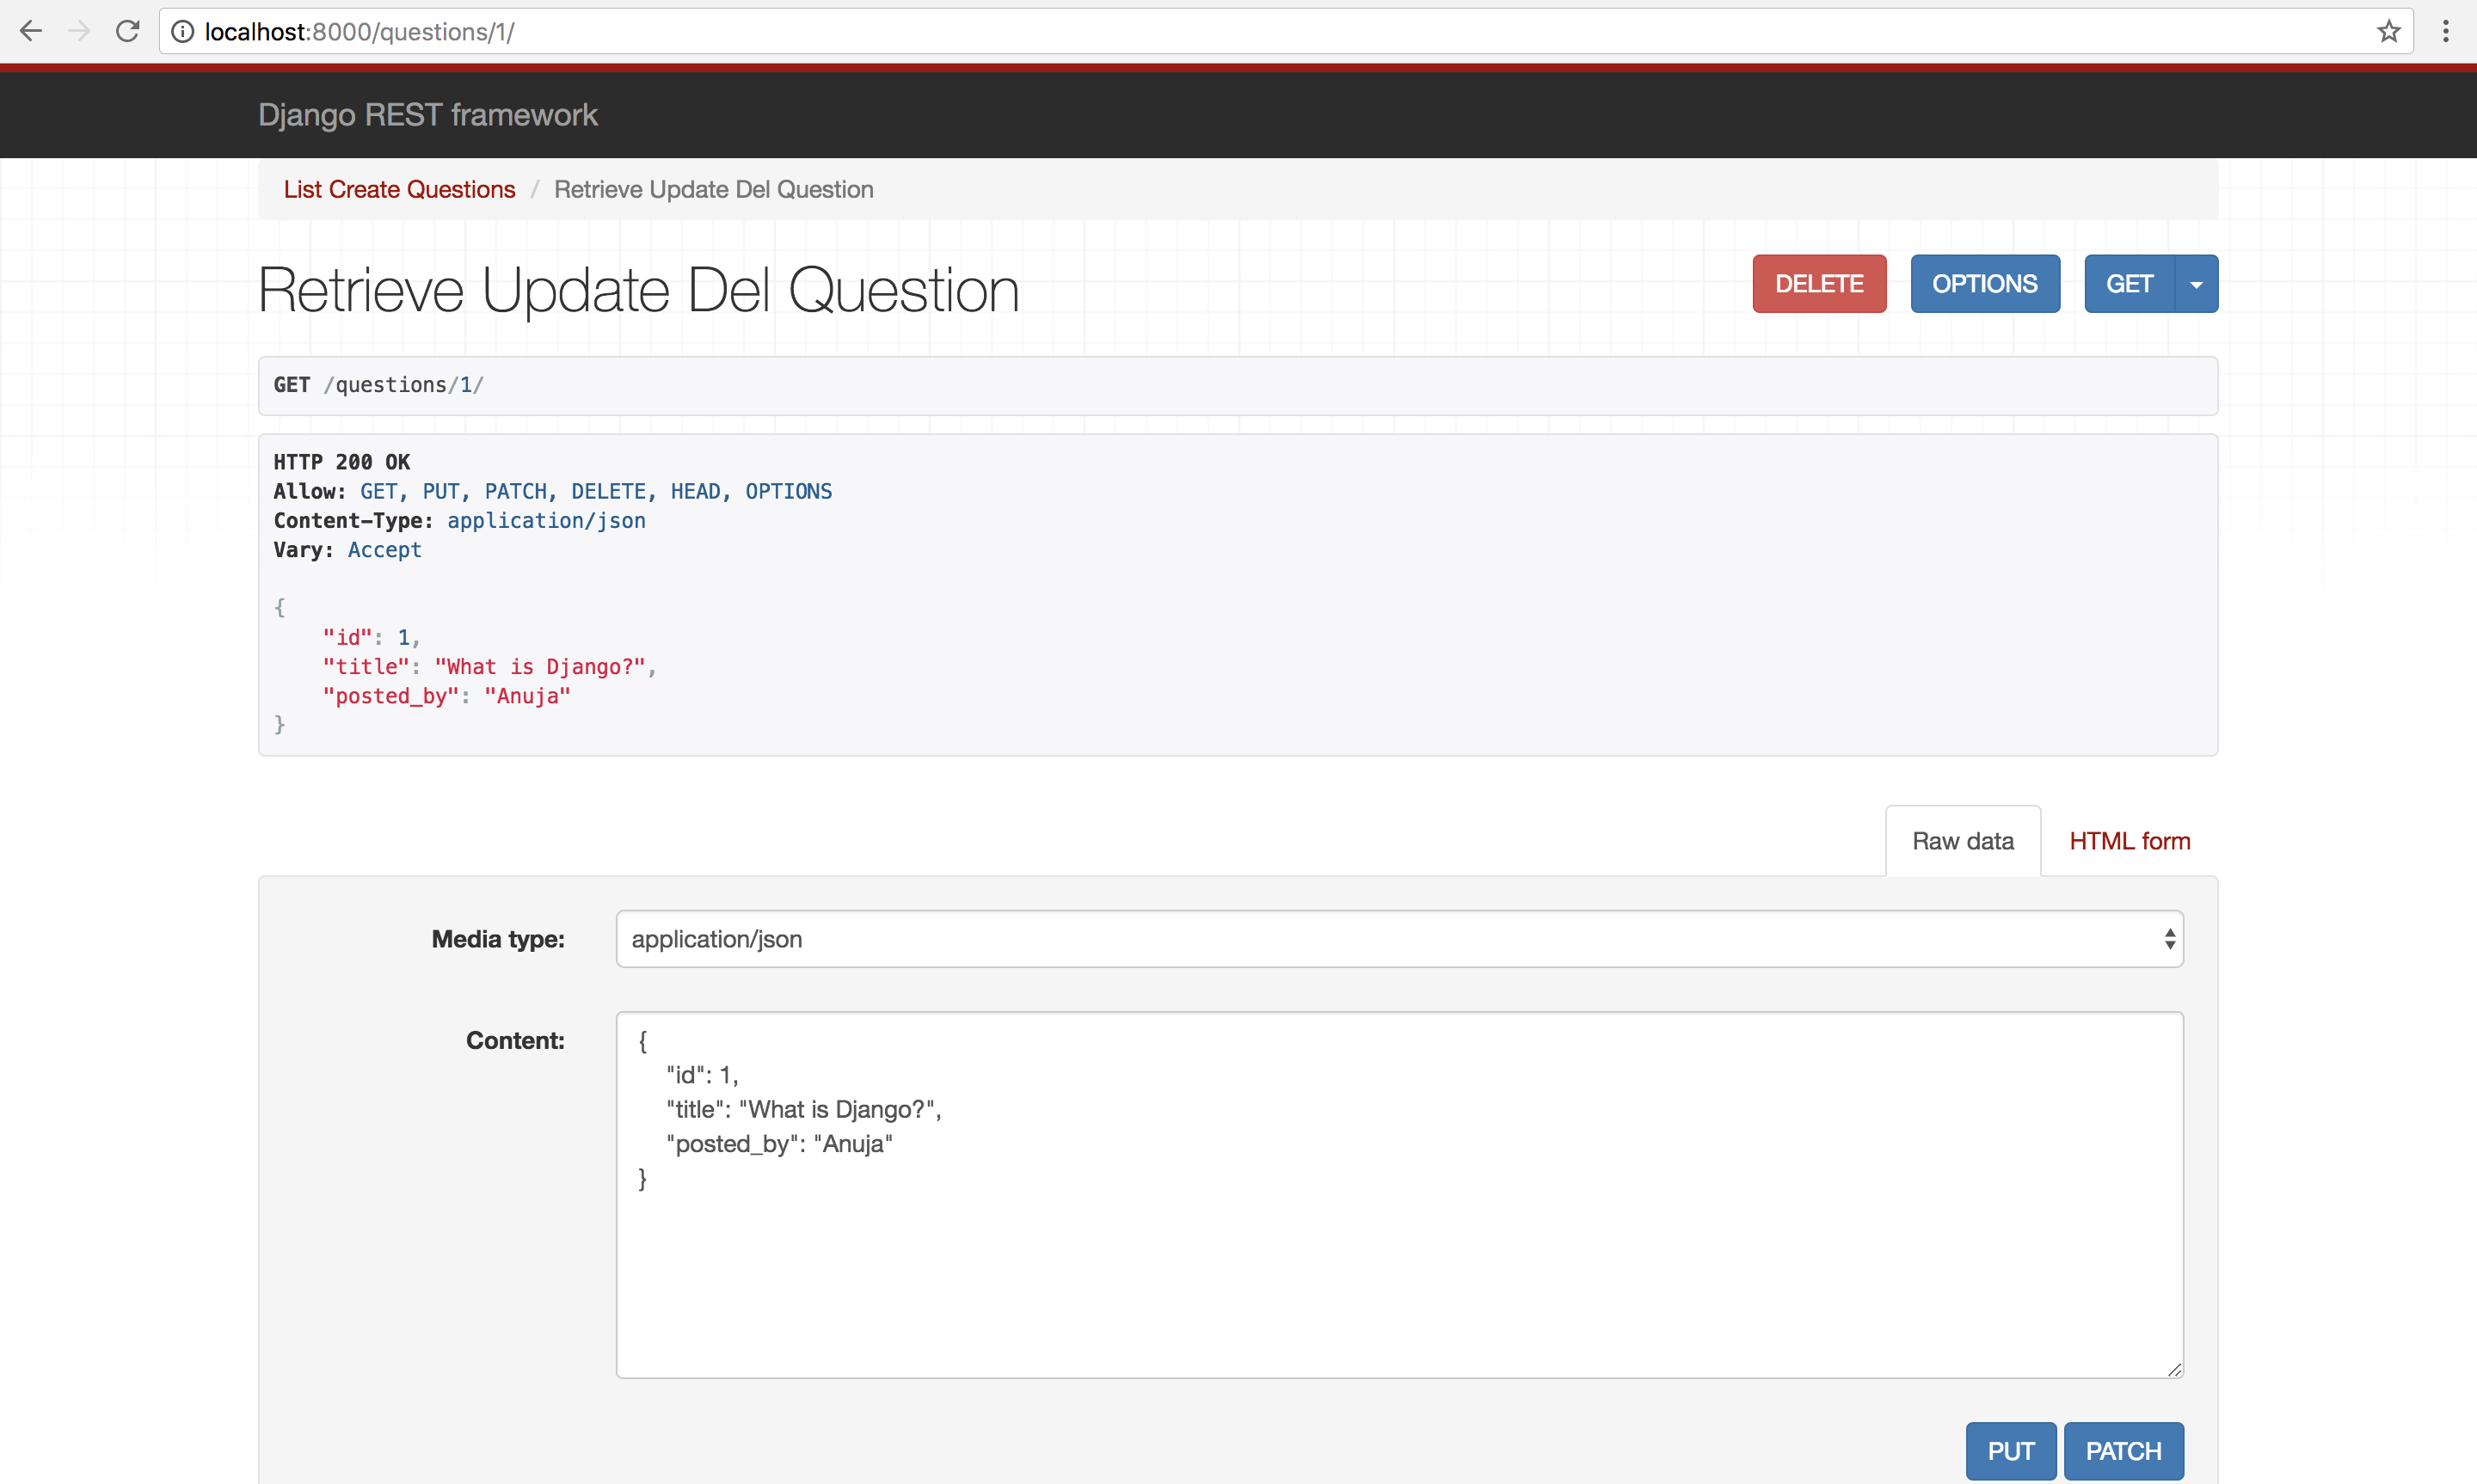 localhost:8000/questions/1/
Django REST framework
List Create Questions / Retrieve Update Del Question
Retrieve Update Del Question
DELETE OPTIONS GET
GET /questions/1/
HTTP 200 OK
Allow: GET, PUT, PATCH, DELETE, HEAD, OPTIONS
Content-Type: application/json
Vary: Accept
{
    "id": 1,
    "title": "What is Django?",
    "posted_by": "Anuja"
}
Raw data HTML form
Media type: application/json
Content:
{
    "id": 1,
    "title": "What is Django?",
    "posted_by": "Anuja"
}
PUT PATCH